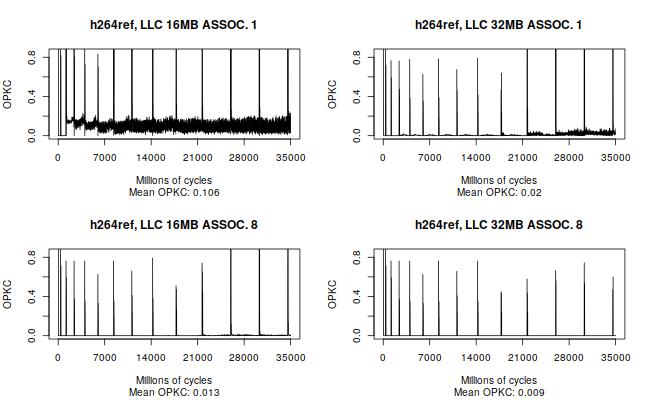 h264ref, LLC 16MB ASSOC. 1
OPKC
0.0 0.4 0.8
0 7000 14000 21000 28000 35000
Millions of cycles
Mean OPKC: 0.106
h264ref, LLC 32MB ASSOC. 1
OPKC
0.0 0.4 0.8
0 7000 14000 21000 28000 35000
Millions of cycles
Mean OPKC: 0.02
h264ref, LLC 16MB ASSOC. 8
OPKC
0.0 0.4 0.8
0 7000 14000 21000 28000 35000
Millions of cycles
Mean OPKC: 0.013
h264ref, LLC 32MB ASSOC. 8
OPKC
0.0 0.4 0.8
0 7000 14000 21000 28000 35000
Millions of cycles
Mean OPKC: 0.009